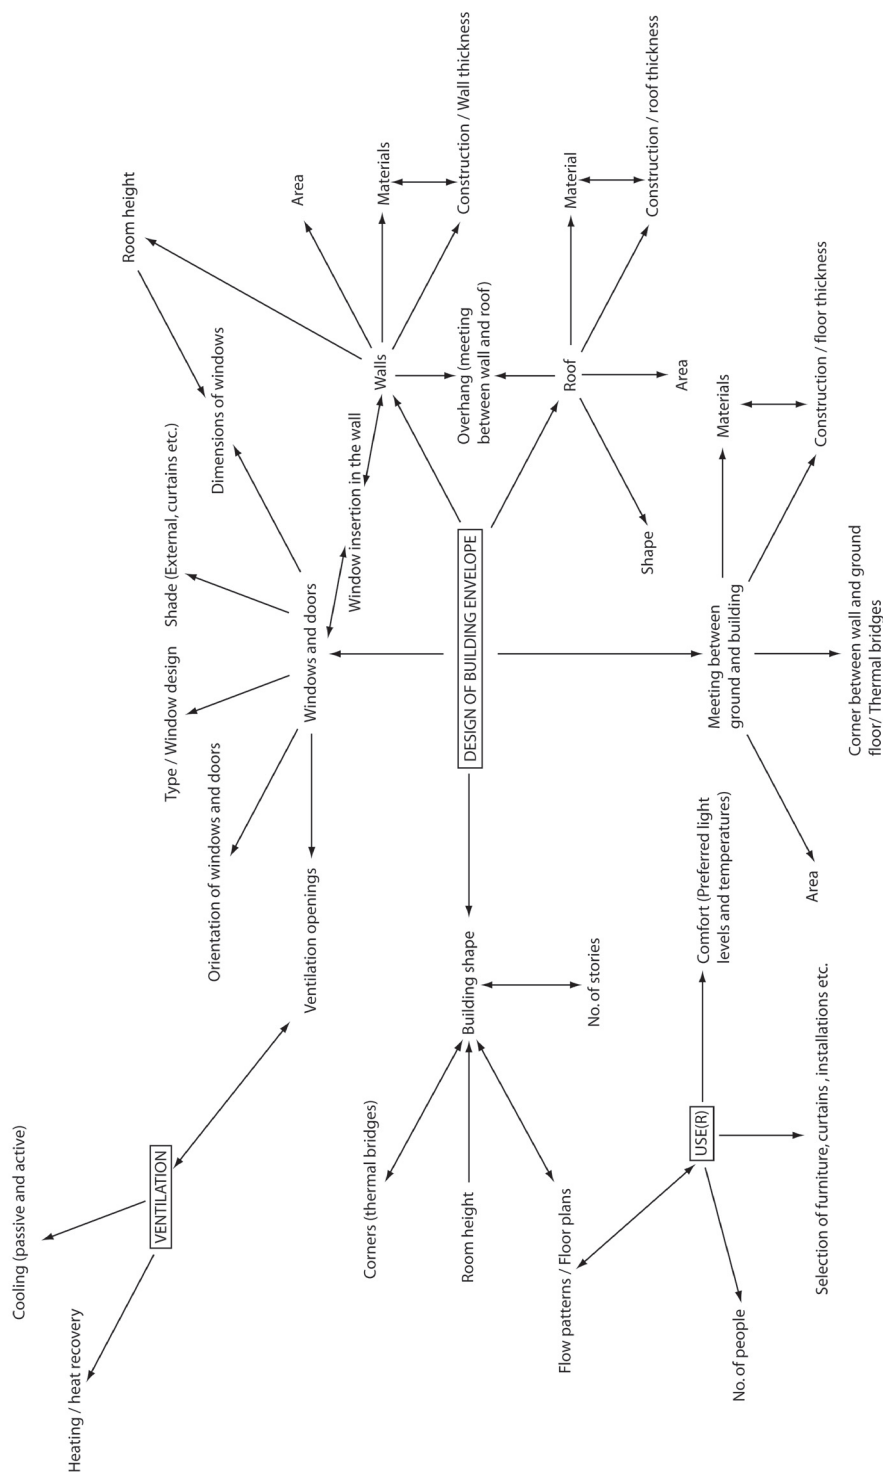 Heating / heat recovery
Cooling (passive and active)
VENTILATION
Ventilation openings
Orientation of windows and doors
Type / Window design
Shade (External, curtains etc.)
Windows and doors
Dimensions of windows
Room height
Window insertion in the wall
Walls
Area
Materials
Construction / Wall thickness
Overhang (meeting
between wall and roof)
DESIGN OF BUILDING ENVELOPE
Roof
Material
Construction / roof thickness
Area
Shape
Building shape
Corners (thermal bridges)
Room height
Flow patterns / Floor plans
No. of stories
USE(R)
Comfort (Preferred light
levels and temperatures)
No. of people
Selection of furniture, curtains , installations etc.
Meeting between
ground and building
Materials
Construction / floor thickness
Area
Corner between wall and ground
floor/ Thermal bridges